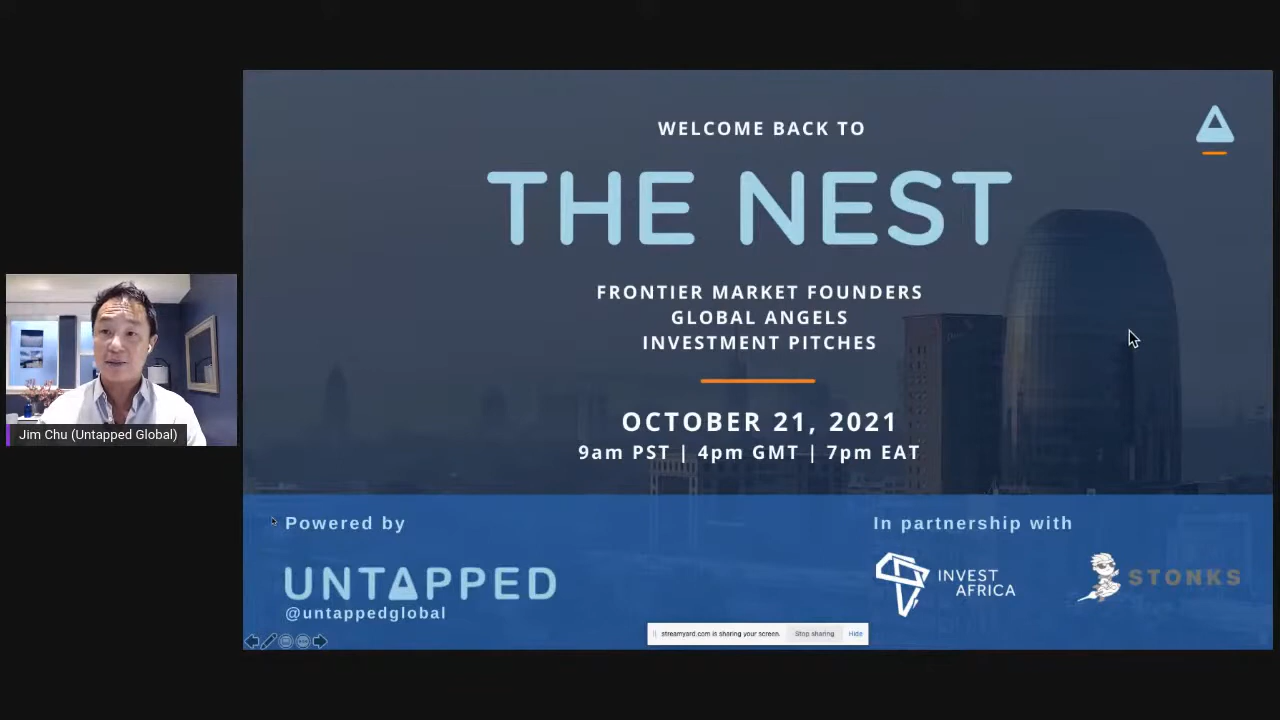 WELCOME BACK TO
THE NEST
FRONTIER MARKET FOUNDERS
GLOBAL ANGELS
INVESTMENT PITCHES
OCTOBER 21, 2021
9am PST | 4pm GMT | 7pm EAT
Jim Chu (Untapped Global)
Powered by
UNTAPPED
@untappedglobal
In partnership with
INVEST
AFRICA
STONKS
streamyard.com is sharing your screen.
Stop sharing
Hide